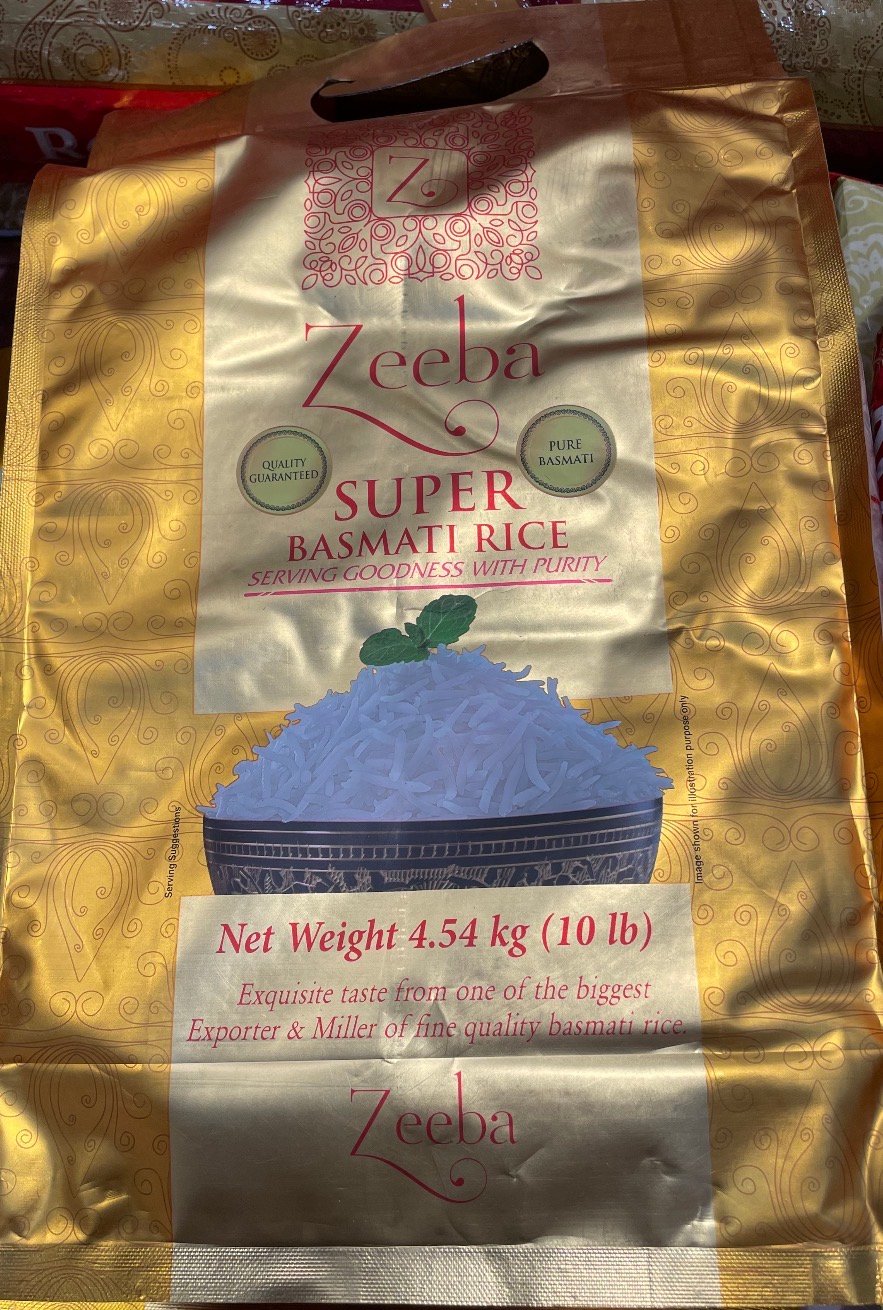 Z
Zeeba
QUALITY
GUARANTEED
PURE
BASMATI
SUPER
BASMATI RICE
SERVING GOODNESS WITH PURITY
Serving Suggestions
Image shown for illustration purpose only
Net Weight 4.54 kg (10 lb)
Exquisite taste from one of the biggest
Exporter & Miller of fine quality basmati rice.
Zeeba